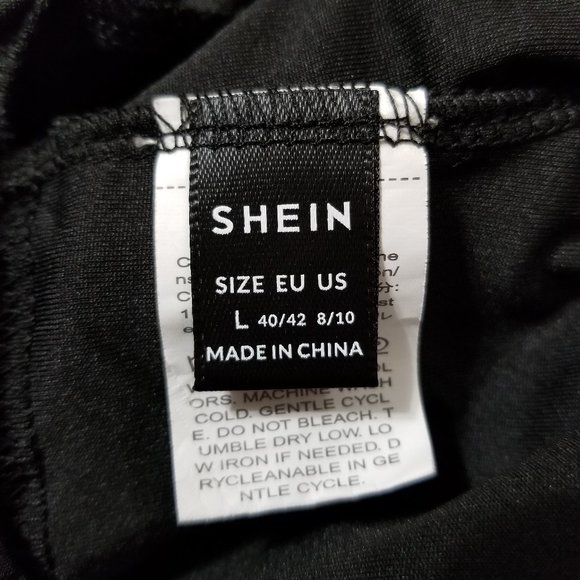 SHEIN
SIZE EU US
L 40/42 8/10
MADE IN CHINA
ORS. MACHINE
COLD. GENTLE CYCL
E. DO NOT BLEACH. T
UMBLE DRY LOW. LO
W IRON IF NEEDED. D
RYCLEANABLE IN GE
NTLE CYCLE.